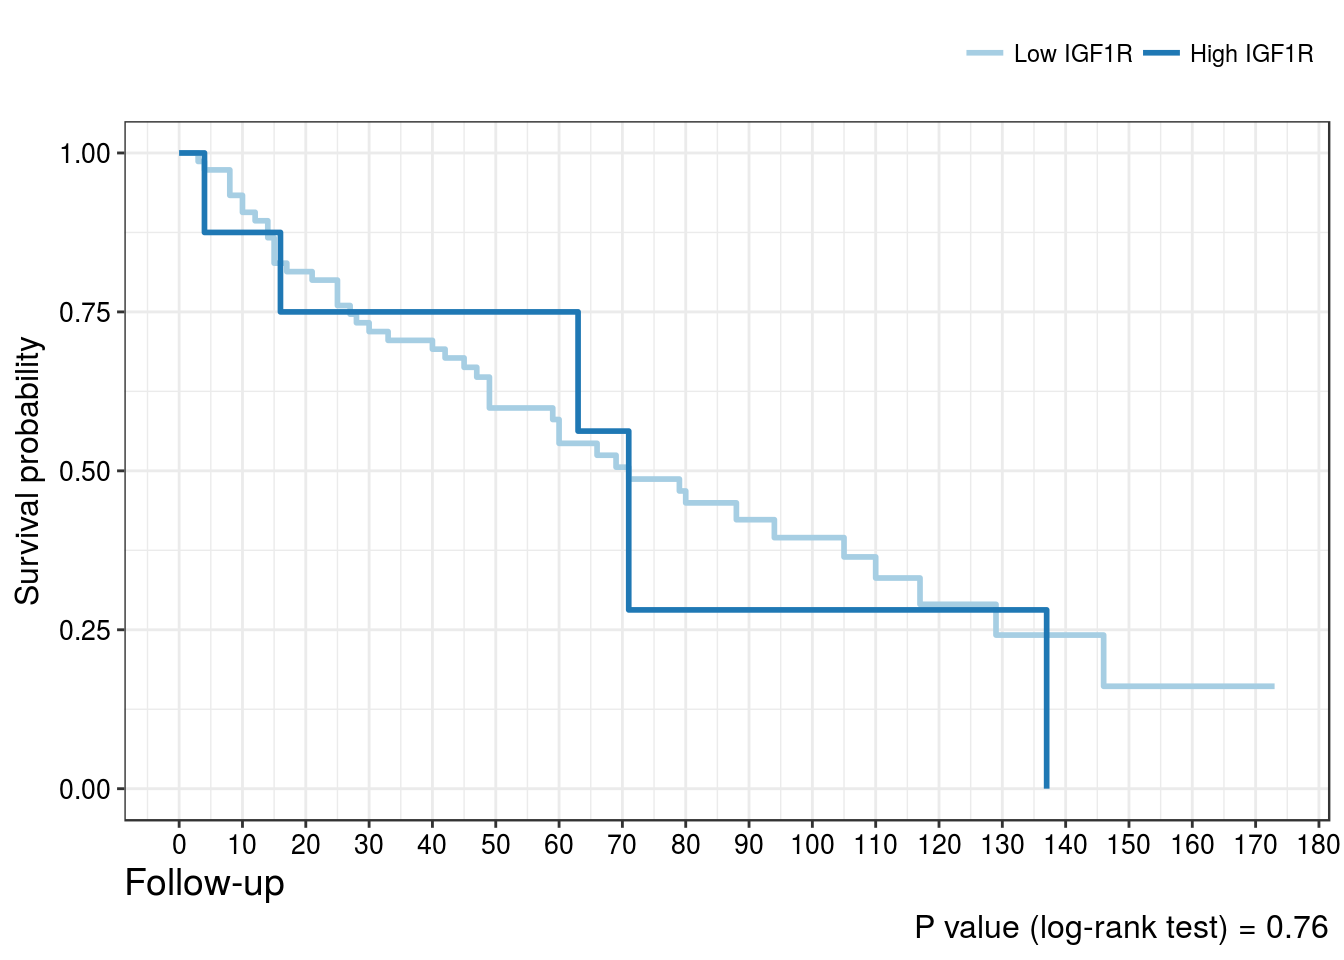 Low IGF1R High IGF1R
1.00
0.75
0.50
0.25
0.00
Survival probability
0 10 20 30 40 50 60 70 80 90 100 110 120 130 140 150 160 170 180
Follow-up
P value (log-rank test) = 0.76